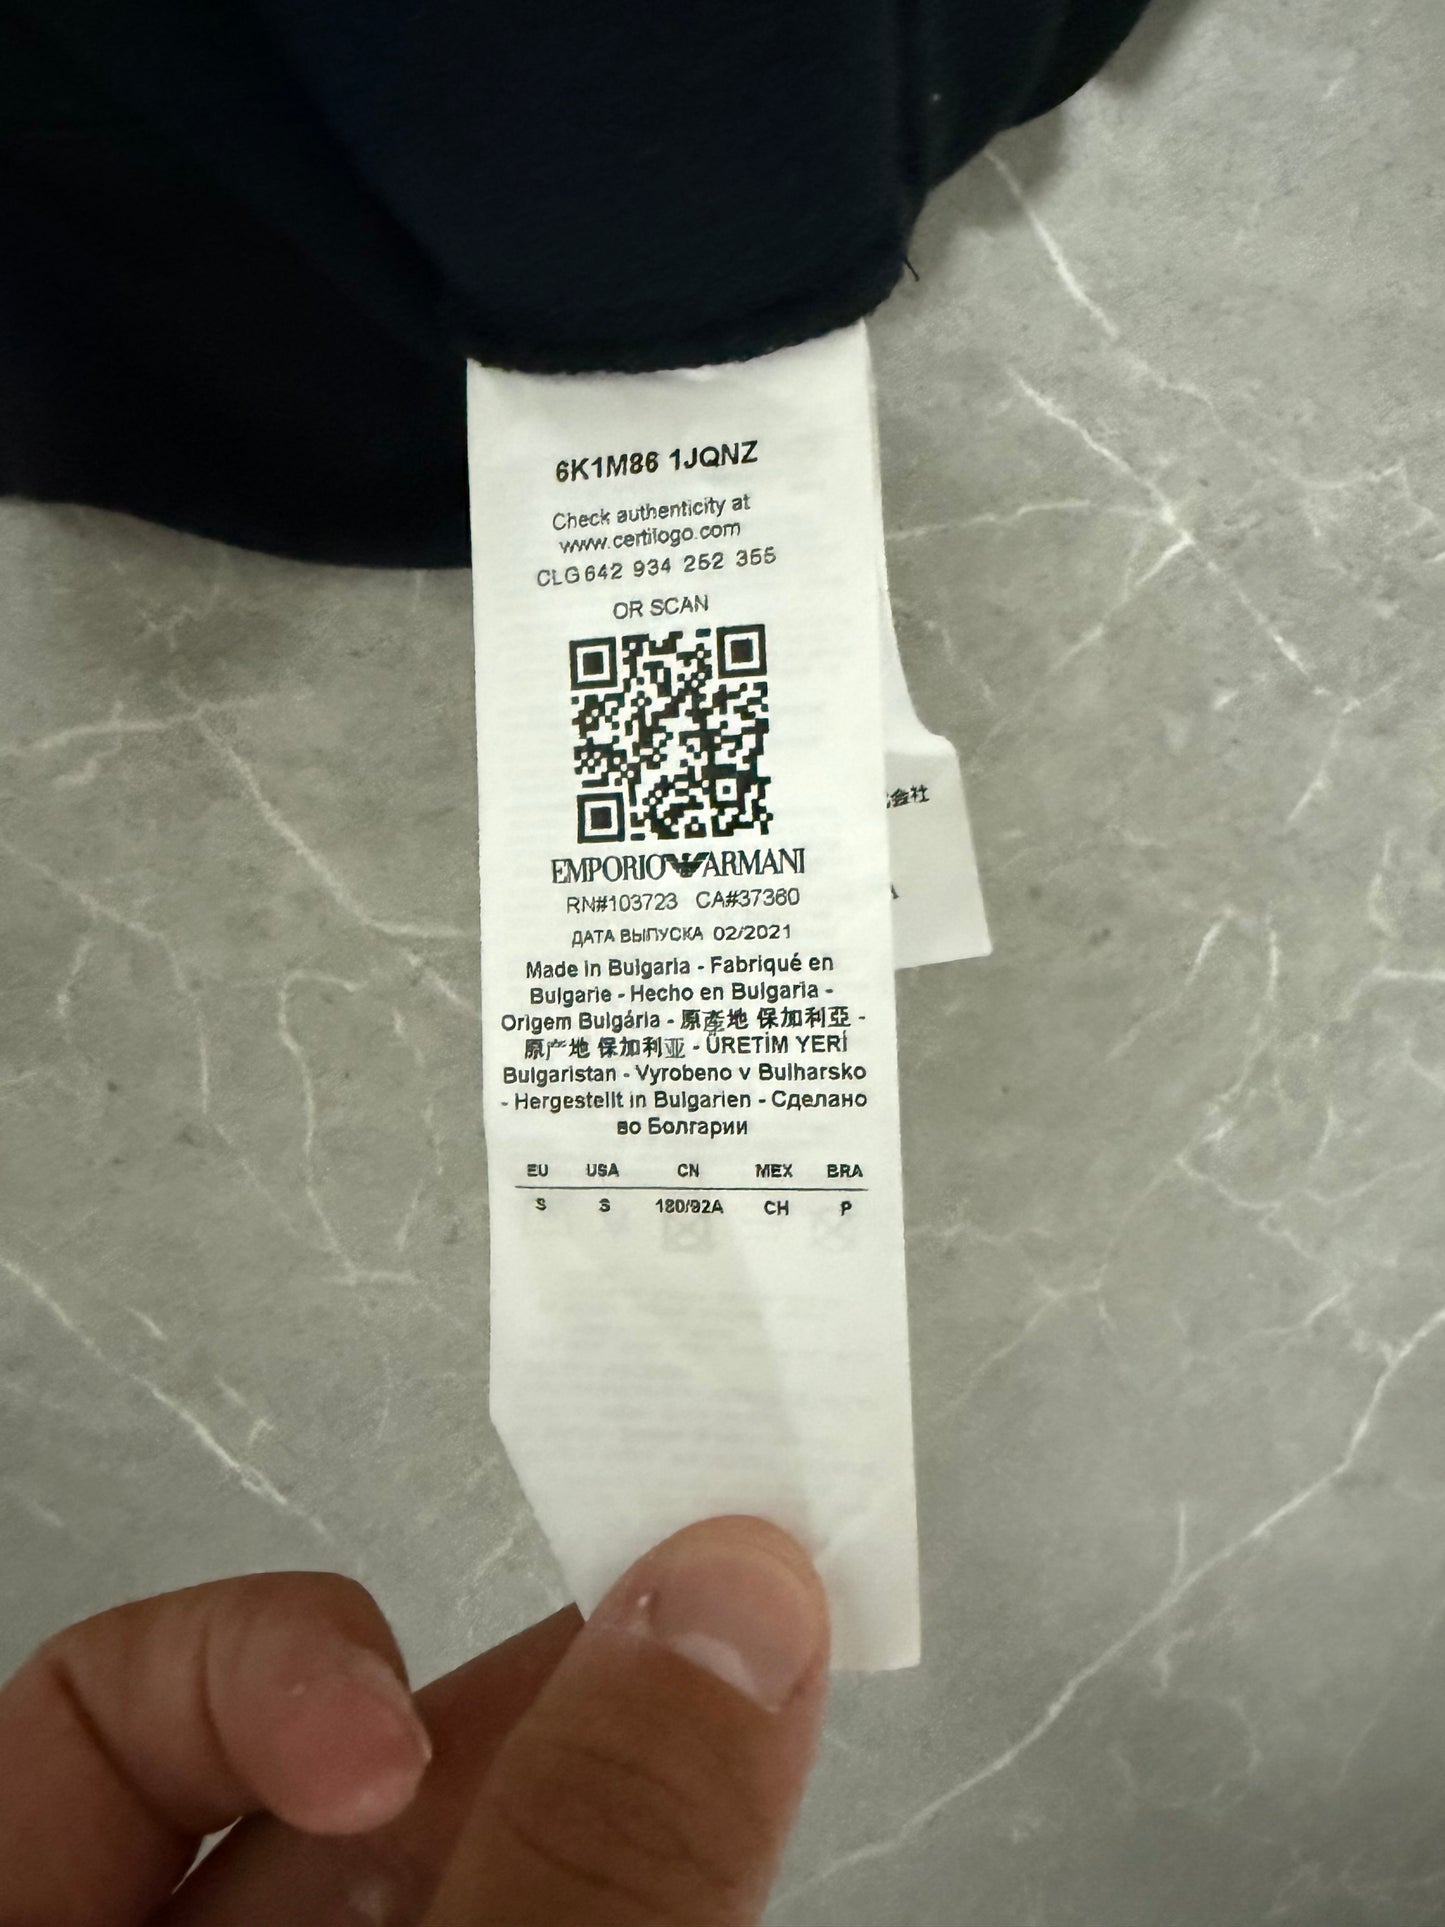 6K1M86 1JQNZ
Check authenticity at
www.certilogo.com
CLG 642 934 252 355
OR SCAN
EMPORIO ARMANI
RN#103723 CA#37360
ДАТА ВЫПУСКА 02/2021
Made in Bulgaria - Fabriqué en
Bulgarie - Hecho en Bulgaria -
Origem Bulgária - 原產地 保加利亞 -
原产地 保加利亚 - ÜRETİM YERİ
Bulgaristan - Vyrobeno v Bulharsko
- Hergestellt in Bulgarien - Сделано
во Болгарии
EU USA CN MEX BRA
S S 180/92A CH P
会社